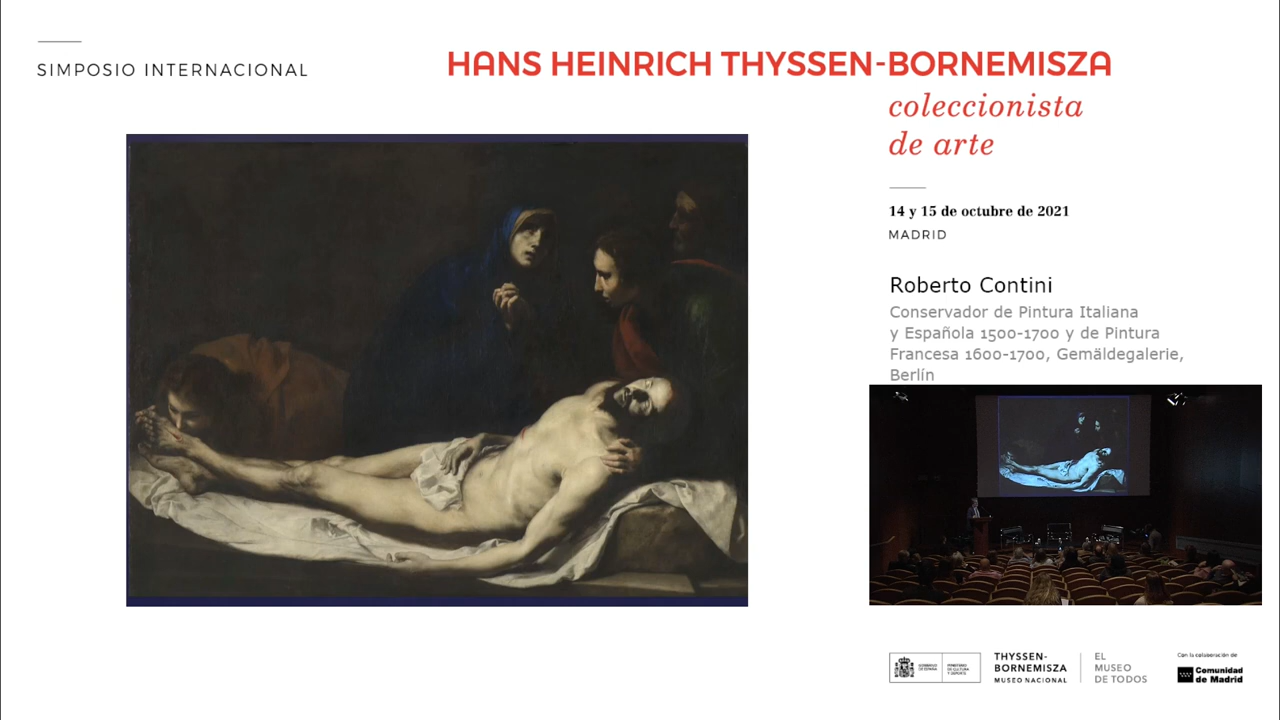 SIMPOSIO INTERNACIONAL
HANS HEINRICH THYSSEN-BORNEMISZA
coleccionista
de arte
14 y 15 de octubre de 2021
MADRID
Roberto Contini
Conservador de Pintura Italiana
y Española 1500-1700 y de Pintura
Francesa 1600-1700, Gemäldegalerie,
Berlín
GOBIERNO
DE ESPAÑA
MINISTERIO
DE CULTURA
Y DEPORTE
THYSSEN-
BORNEMISZA
MUSEO NACIONAL
EL
MUSEO
DE TODOS
Con la colaboración de
Comunidad
de Madrid